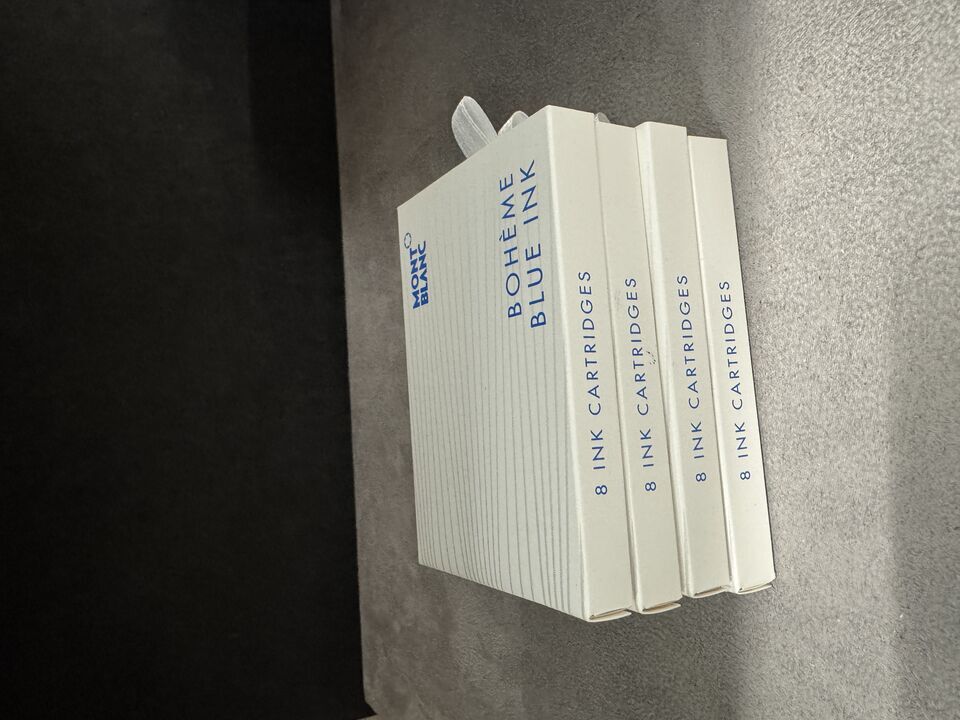 MONT
BLANC
BOHÈME
BLUE INK
8 INK CARTRIDGES
8 INK CARTRIDGES
8 INK CARTRIDGES
8 INK CARTRIDGES